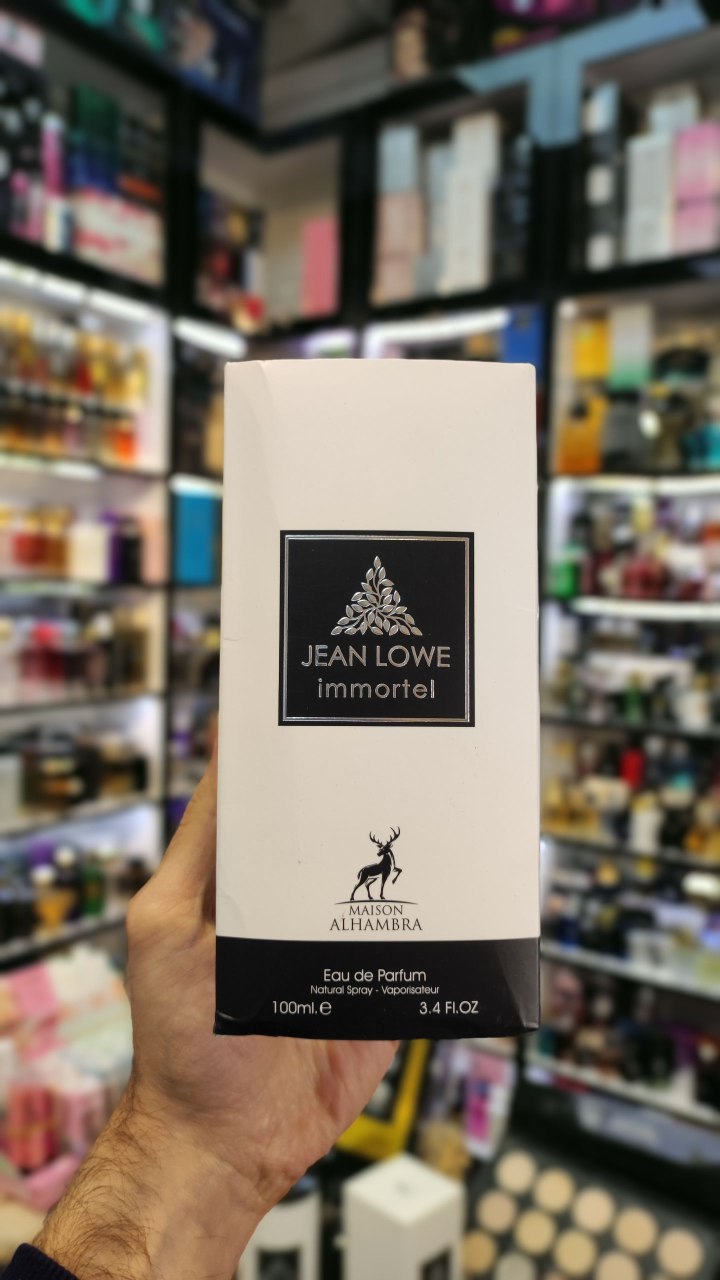 JEAN LOWE
immortel
MAISON
ALHAMBRA
Eau de Parfum
Natural Spray - Vaporisateur
100ml.e 3.4 Fl.OZ